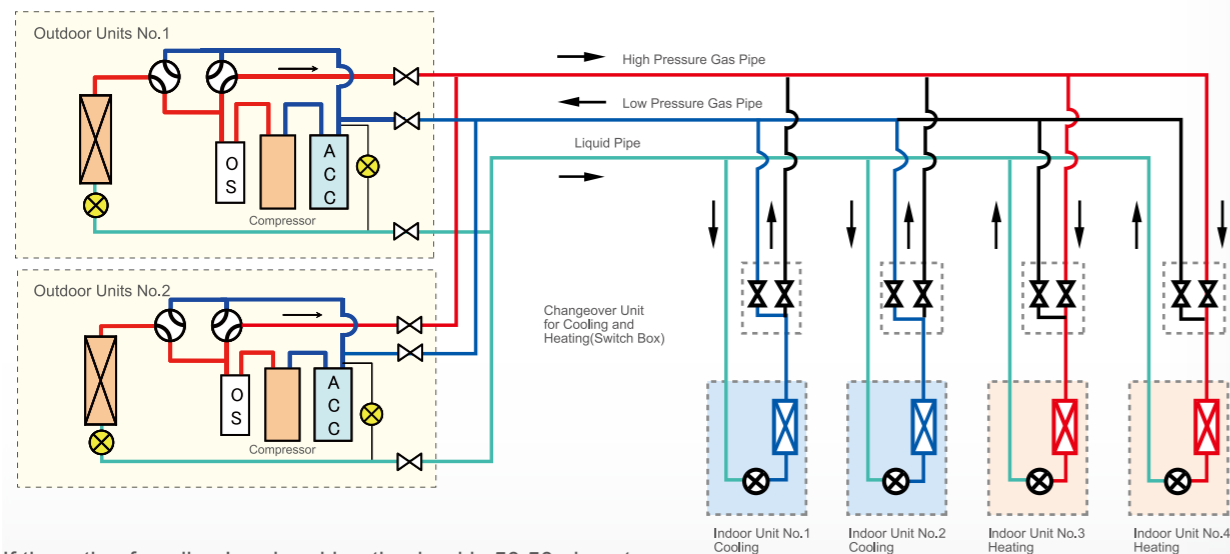 Outdoor Units No.1
O
S
A
C
C
Compressor
Outdoor Units No.2
O
S
A
C
C
Compressor
High Pressure Gas Pipe
Low Pressure Gas Pipe
Liquid Pipe
Changeover Unit
for Cooling and
Heating(Switch Box)
Indoor Unit No.1
Cooling
Indoor Unit No.2
Cooling
Indoor Unit No.3
Heating
Indoor Unit No.4
Heating